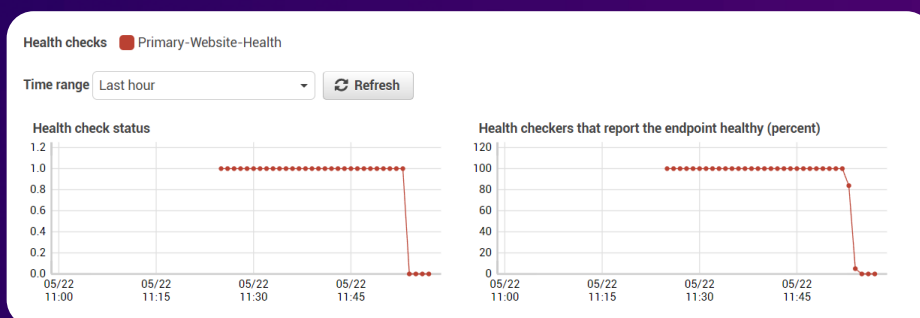 Health checks Primary-Website-Health
Time range Last hour Refresh
Health check status
1.2
1.0
0.8
0.6
0.4
0.2
0.0
05/22 05/22 05/22 05/22
11:00 11:15 11:30 11:45
Health checkers that report the endpoint healthy (percent)
120
100
80
60
40
20
0
05/22 05/22 05/22 05/22
11:00 11:15 11:30 11:45